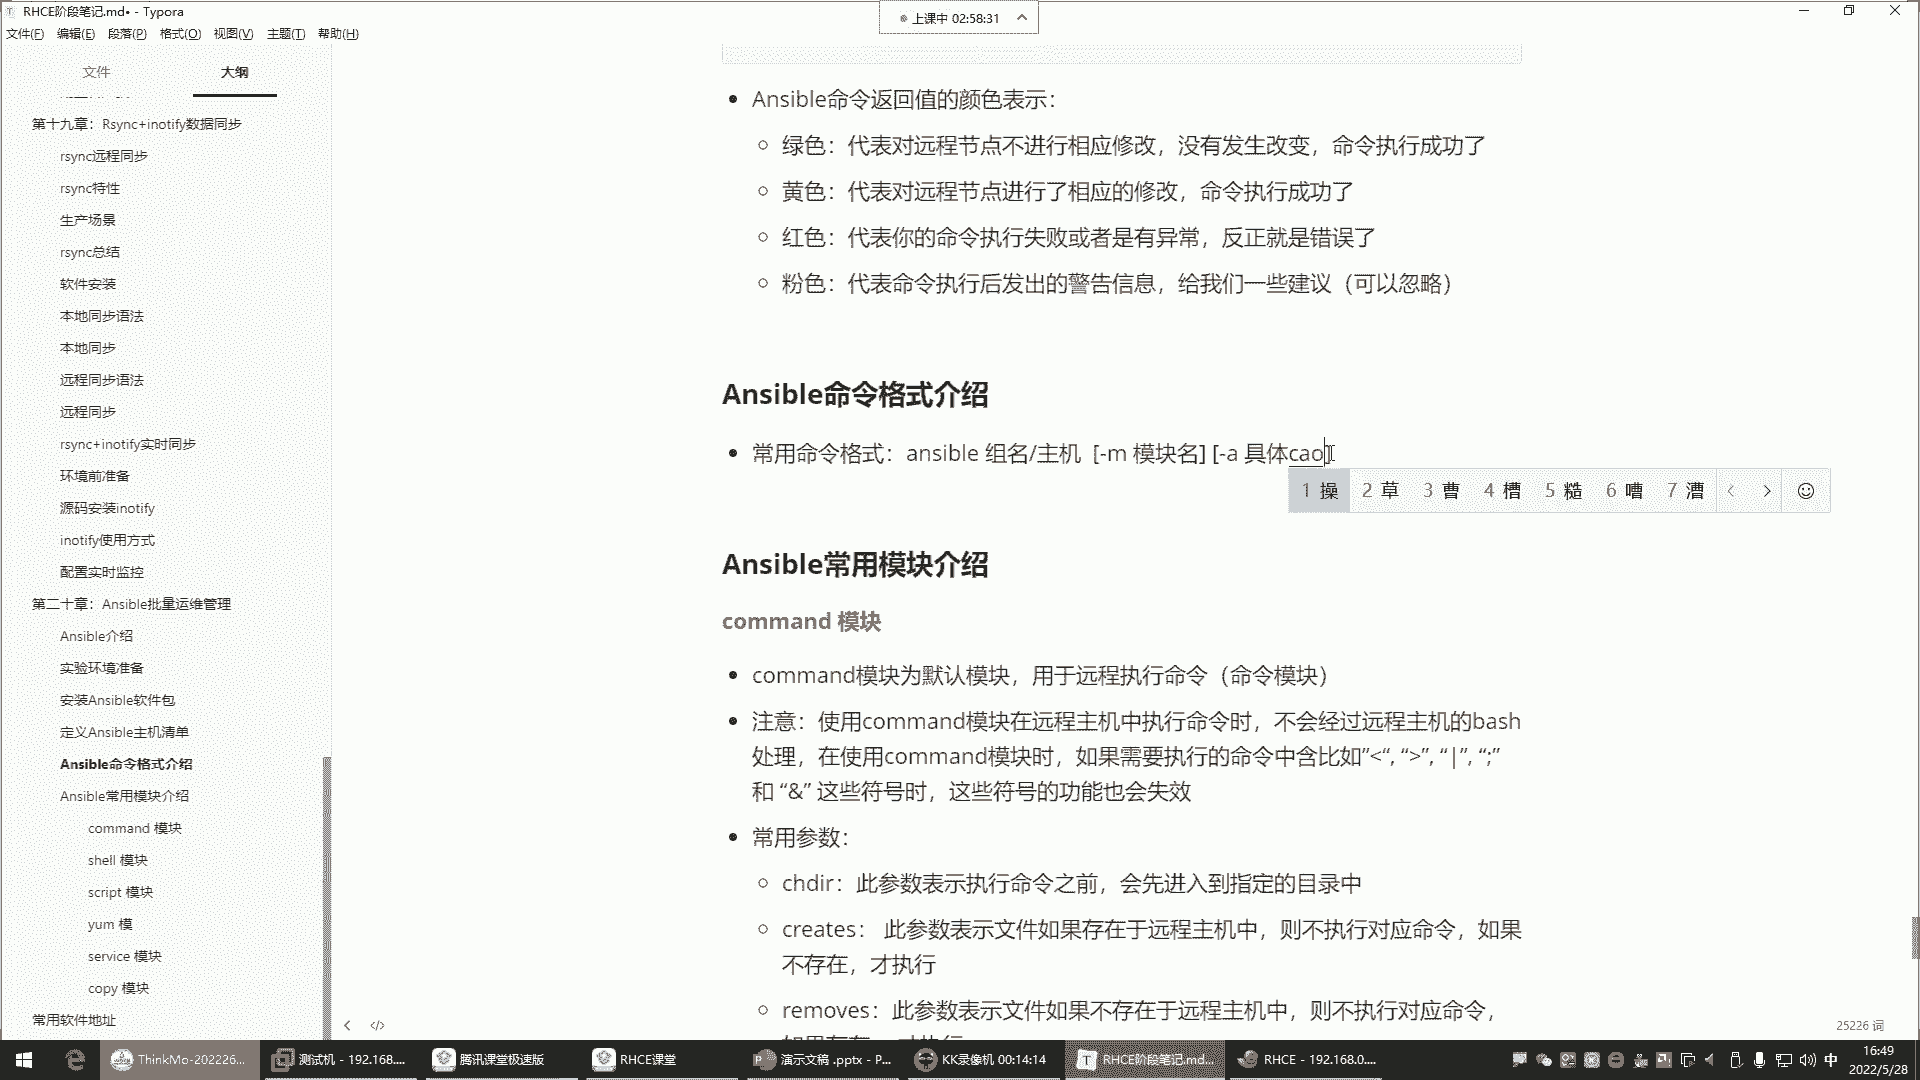 RHCE阶段笔记.md• - Typora
上课中 02:58:31
文件(F) 编辑(E) 段落(P) 格式(O) 视图(V) 主题(T) 帮助(H)
文件 大纲
第十九章：Rsync+inotify数据同步
rsync远程同步
rsync特性
生产场景
rsync总结
软件安装
本地同步语法
本地同步
远程同步语法
远程同步
rsync+inotify实时同步
环境前准备
源码安装inotify
inotify使用方式
配置实时监控
第二十章：Ansible批量运维管理
Ansible介绍
实验环境准备
安装Ansible软件包
定义Ansible主机清单
Ansible命令格式介绍
Ansible常用模块介绍
command 模块
shell 模块
script 模块
yum 模
service 模块
copy 模块
常用软件地址
Ansible命令返回值的颜色表示：
绿色：代表对远程节点不进行相应修改，没有发生改变，命令执行成功了
黄色：代表对远程节点进行了相应的修改，命令执行成功了
红色：代表你的命令执行失败或者是有异常，反正就是错误了
粉色：代表命令执行后发出的警告信息，给我们一些建议（可以忽略）
Ansible命令格式介绍
常用命令格式：ansible 组名/主机 [-m 模块名] [-a 具体cao]
1 操 2 草 3 曹 4 槽 5 糙 6 嘈 7 漕
Ansible常用模块介绍
command 模块
command模块为默认模块，用于远程执行命令（命令模块）
注意：使用command模块在远程主机中执行命令时，不会经过远程主机的bash
处理，在使用command模块时，如果需要执行的命令中含比如”<“, “>”, “|”, “;”
和 “&” 这些符号时，这些符号的功能也会失效
常用参数：
chdir：此参数表示执行命令之前，会先进入到指定的目录中
creates： 此参数表示文件如果存在于远程主机中，则不执行对应命令，如果
不存在，才执行
removes：此参数表示文件如果不存在于远程主机中，则不执行对应命令，
25226 词
ThinkMo-202226... 测试机 - 192.168.... 腾讯课堂极速版 RHCE课堂 演示文稿 .pptx - P... KK录像机 00:14:14 RHCE阶段笔记.md... RHCE - 192.168.0.... 中 16:49
2022/5/28